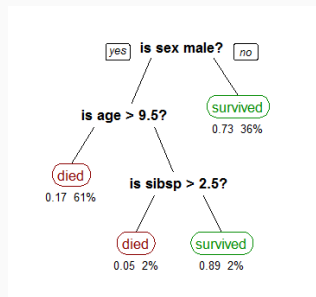 yes is sex male? no
is age > 9.5?
survived
0.73 36%
died
0.17 61%
is sibsp > 2.5?
died survived
0.05 2% 0.89 2%